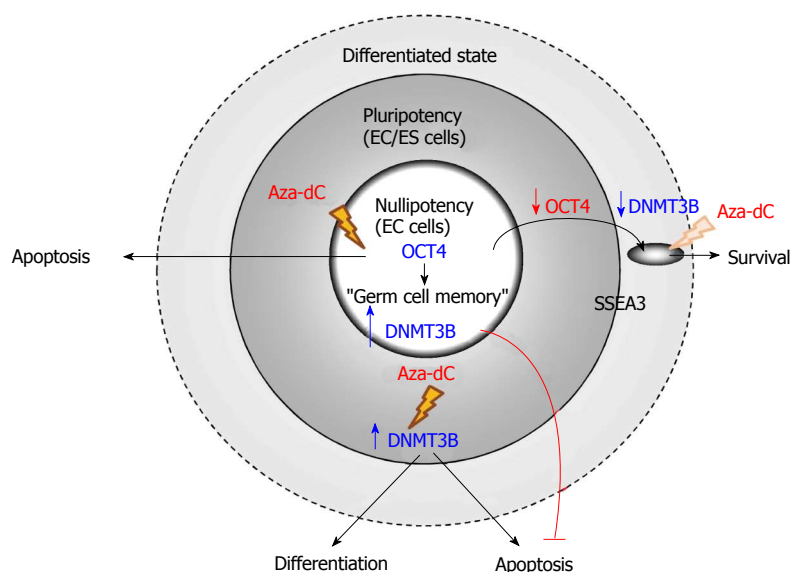 Differentiated state
Pluripotency
(EC/ES cells)
Aza-dC
Nullipotency
(EC cells)
OCT4
"Germ cell memory"
DNMT3B
OCT4
DNMT3B
Aza-dC
Apoptosis
Survival
SSEA3
Aza-dC
DNMT3B
Differentiation
Apoptosis